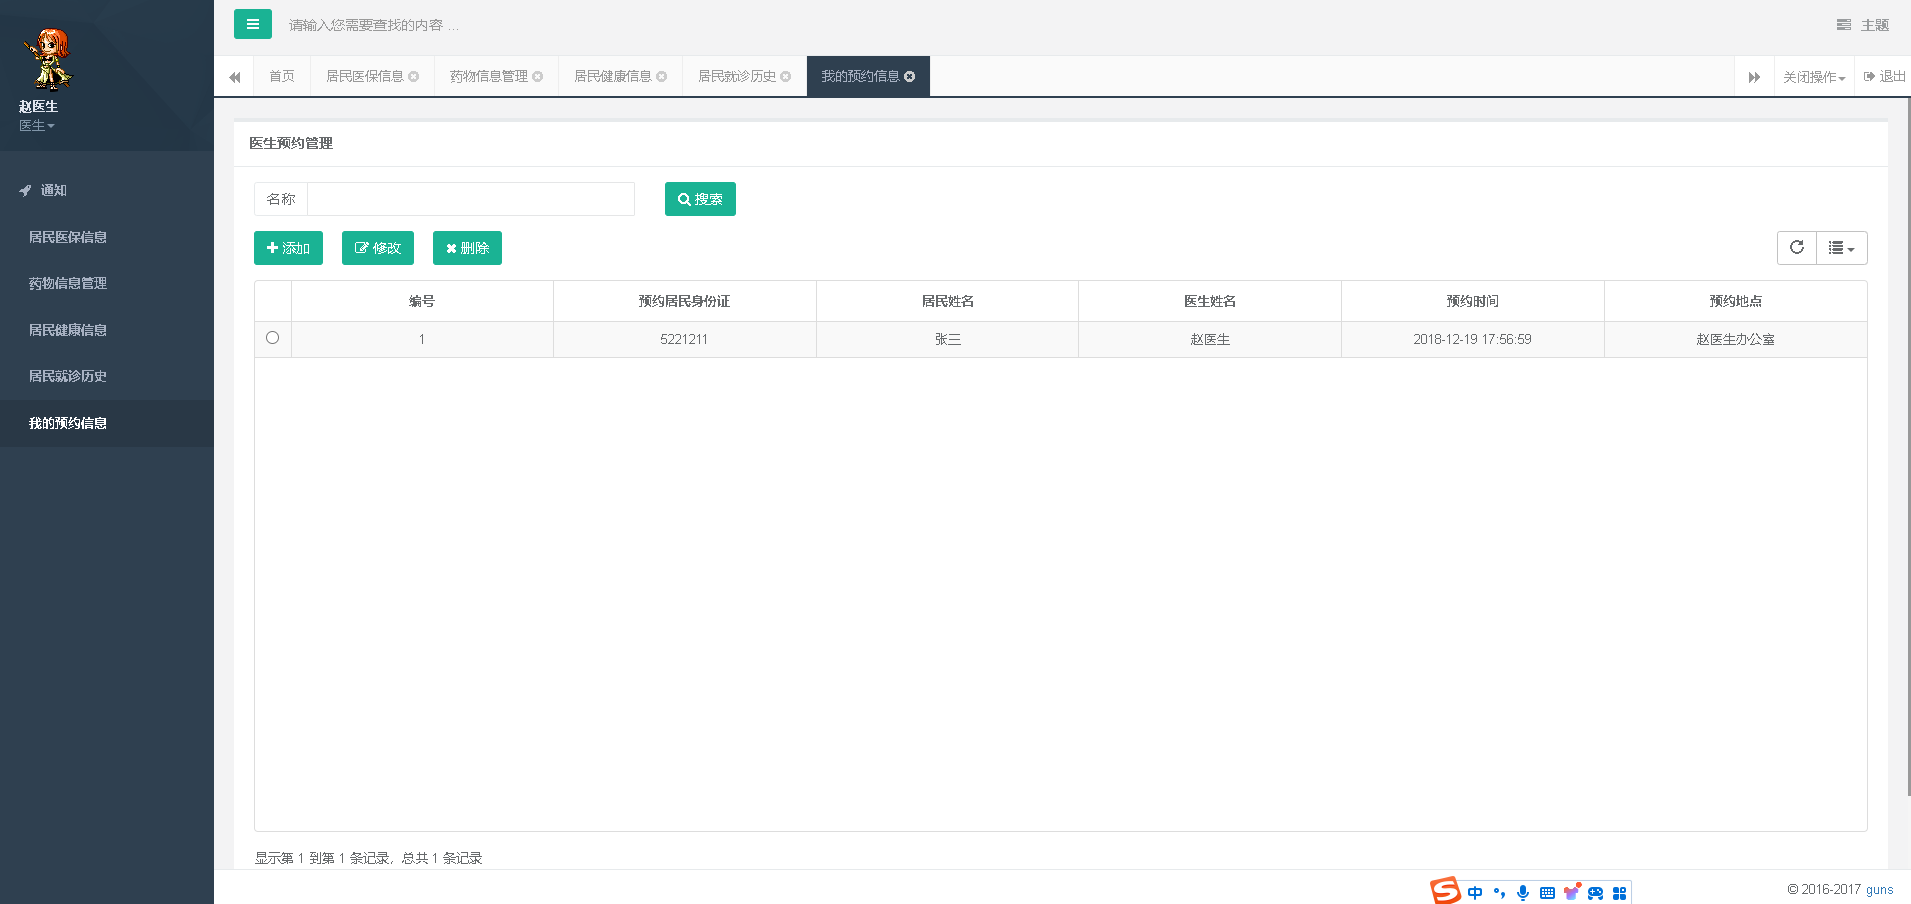 赵医生
医生
通知
居民医保信息
药物信息管理
居民健康信息
居民就诊历史
我的预约信息
请输入您需要查找的内容 ...
主题
首页 居民医保信息 药物信息管理 居民健康信息 居民就诊历史 我的预约信息 关闭操作 退出
医生预约管理
名称 搜索
添加 修改 删除
编号 预约居民身份证 居民姓名 医生姓名 预约时间 预约地点
1 5221211 张三 赵医生 2018-12-19 17:56:59 赵医生办公室
显示第 1 到第 1 条记录，总共 1 条记录
S 中
© 2016-2017 guns